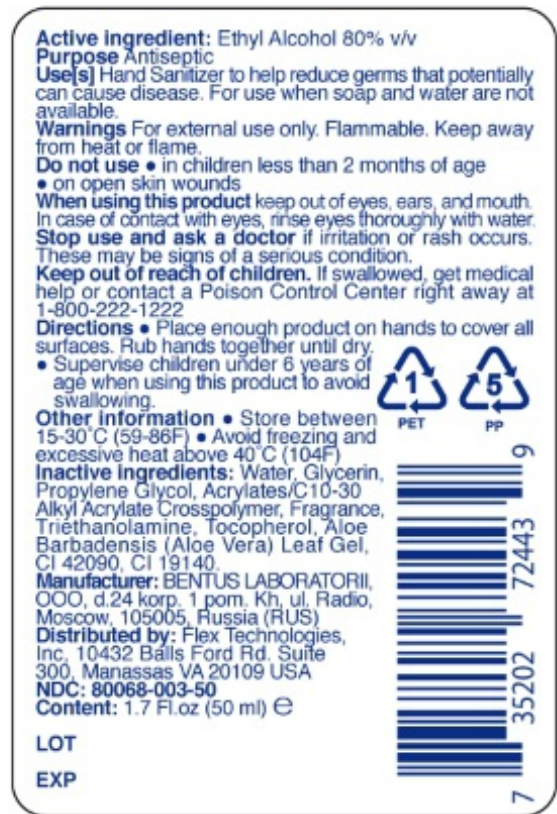 Active ingredient: Ethyl Alcohol 80% v/v
Purpose Antiseptic
Use[s] Hand Sanitizer to help reduce germs that potentially
can cause disease. For use when soap and water are not
available.
Warnings For external use only. Flammable. Keep away
from heat or flame.
Do not use • in children less than 2 months of age
• on open skin wounds
When using this product keep out of eyes, ears, and mouth.
In case of contact with eyes, rinse eyes thoroughly with water.
Stop use and ask a doctor if irritation or rash occurs.
These may be signs of a serious condition.
Keep out of reach of children. If swallowed, get medical
help or contact a Poison Control Center right away at
1-800-222-1222
Directions • Place enough product on hands to cover all
surfaces. Rub hands together until dry.
• Supervise children under 6 years of
age when using this product to avoid
swallowing.
Other information • Store between
15-30°C (59-86F) • Avoid freezing and
excessive heat above 40°C (104F)
Inactive ingredients: Water, Glycerin,
Propylene Glycol, Acrylates/C10-30
Alkyl Acrylate Crosspolymer, Fragrance,
Triethanolamine, Tocopherol, Aloe
Barbadensis (Aloe Vera) Leaf Gel,
CI 42090, CI 19140.
Manufacturer: BENTUS LABORATORII,
OOO, d.24 korp. 1 pom. Kh, ul. Radio,
Moscow, 105005, Russia (RUS)
Distributed by: Flex Technologies,
Inc, 10432 Balls Ford Rd. Suite
300, Manassas VA 20109 USA
NDC: 80068-003-50
Content: 1.7 Fl.oz (50 ml) ℮
LOT
EXP
1
PET
5
PP
7 35202 72443 9